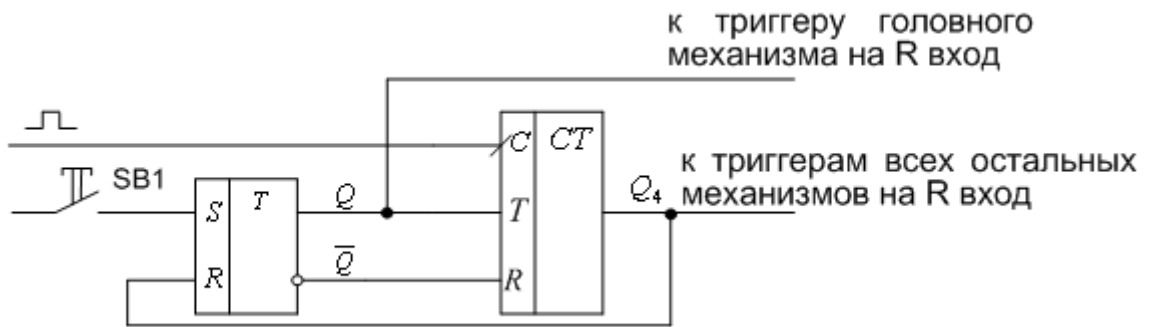 к триггеру головного
механизма на R вход
C CT
SB1
к триггерам всех остальных
механизмов на R вход
Q₄
S T Q T
Q̅
R R